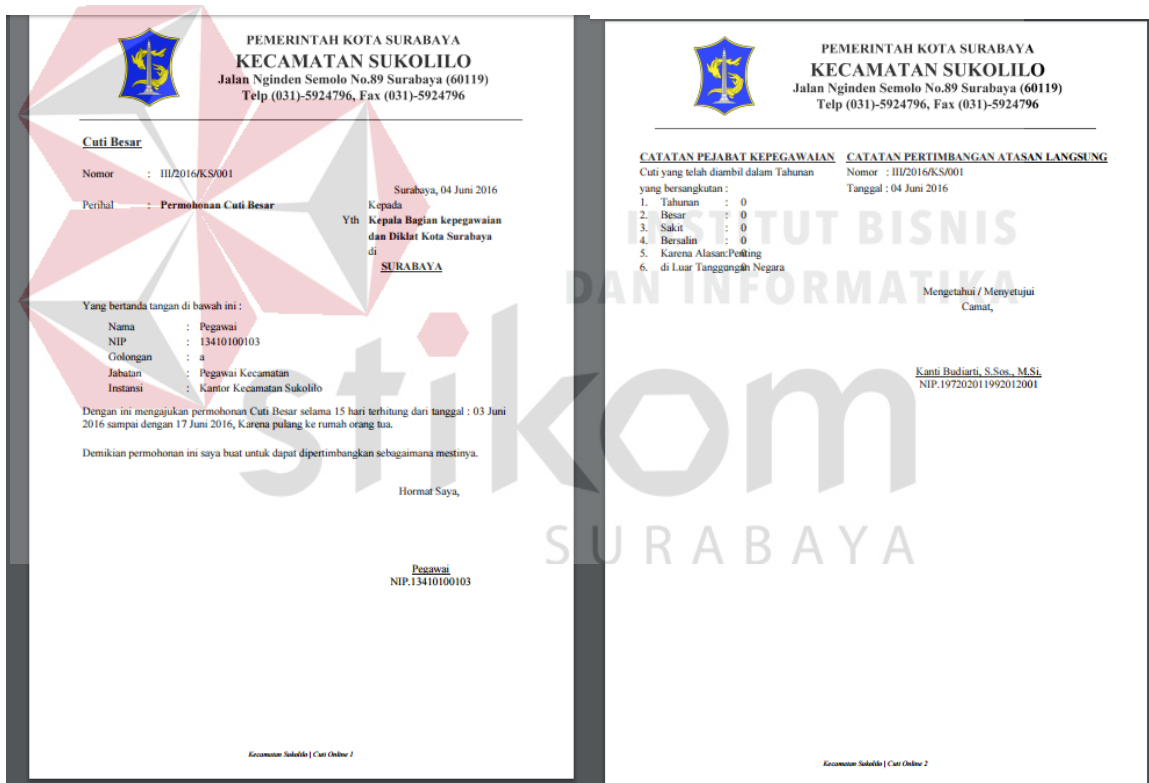 PEMERINTAH KOTA SURABAYA
KECAMATAN SUKOLILO
Jalan Nginden Semolo No.89 Surabaya (60119)
Telp (031)-5924796, Fax (031)-5924796
Cuti Besar
Nomor : III/2016/KS/001
Surabaya, 04 Juni 2016
Perihal : Permohonan Cuti Besar Kepada
Yth Kepala Bagian kepegawaian
dan Diklat Kota Surabaya
di
SURABAYA
Yang bertanda tangan di bawah ini :
Nama : Pegawai
NIP : 13410100103
Golongan : a
Jabatan : Pegawai Kecamatan
Instansi : Kantor Kecamatan Sukolilo
Dengan ini mengajukan permohonan Cuti Besar selama 15 hari terhitung dari tanggal : 03 Juni
2016 sampai dengan 17 Juni 2016, Karena pulang ke rumah orang tua.
Demikian permohonan ini saya buat untuk dapat dipertimbangkan sebagaimana mestinya.
Hormat Saya,
Pegawai
NIP.13410100103
Kecamatan Sukolilo | Cuti Online 1
PEMERINTAH KOTA SURABAYA
KECAMATAN SUKOLILO
Jalan Nginden Semolo No.89 Surabaya (60119)
Telp (031)-5924796, Fax (031)-5924796
CATATAN PEJABAT KEPEGAWAIAN CATATAN PERTIMBANGAN ATASAN LANGSUNG
Cuti yang telah diambil dalam Tahunan Nomor : III/2016/KS/001
yang bersangkutan : Tanggal : 04 Juni 2016
1. Tahunan : 0
2. Besar : 0
3. Sakit : 0
4. Bersalin : 0
5. Karena Alasan:Penting 0
6. di Luar Tanggungan Negara 0
Mengetahui / Menyetujui
Camat,
Kanti Budiarti, S.Sos., M.Si.
NIP.197202011992012001
Kecamatan Sukolilo | Cuti Online 2
INSTITUT BISNIS
DAN INFORMATIKA
stikom
SURABAYA